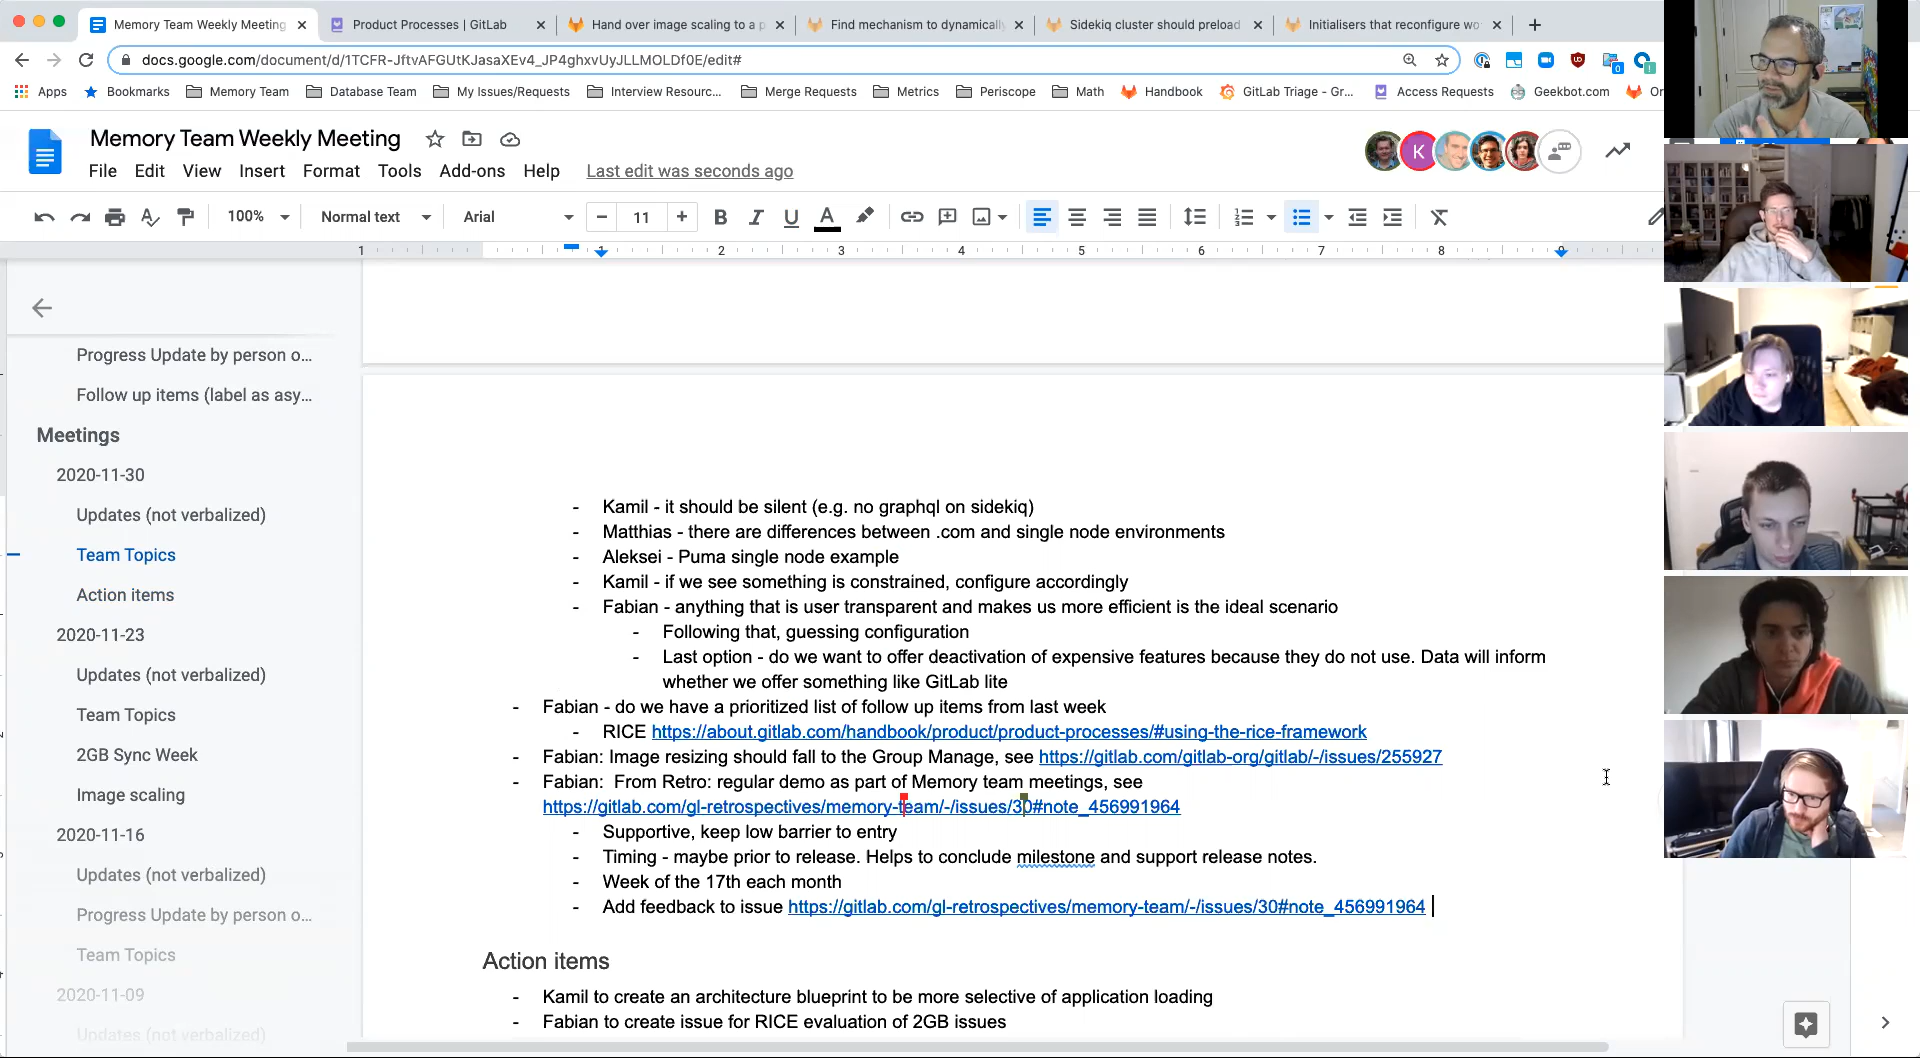 Memory Team Weekly Meeting
Product Processes | GitLab
Hand over image scaling to a p
Find mechanism to dynamically
Sidekiq cluster should preload
Initialisers that reconfigure wo
docs.google.com/document/d/1TCFR-JftvAFGUtKJasaXEv4_JP4ghxvUyJLLMOLDf0E/edit#
Apps
Bookmarks
Memory Team
Database Team
My Issues/Requests
Interview Resourc...
Merge Requests
Metrics
Periscope
Math
Handbook
GitLab Triage - Gr...
Access Requests
Geekbot.com
Or
Memory Team Weekly Meeting
K
File Edit View Insert Format Tools Add-ons Help Last edit was seconds ago
100% Normal text Arial 11 B I U A
1 1 2 3 4 5 6 7 8 9
Progress Update by person o...
Follow up items (label as asy...
Meetings
2020-11-30
Updates (not verbalized)
Team Topics
Action items
2020-11-23
Updates (not verbalized)
Team Topics
2GB Sync Week
Image scaling
2020-11-16
Updates (not verbalized)
Progress Update by person o...
Team Topics
2020-11-09
Updates (not verbalized)
- Kamil - it should be silent (e.g. no graphql on sidekiq)
- Matthias - there are differences between .com and single node environments
- Aleksei - Puma single node example
- Kamil - if we see something is constrained, configure accordingly
- Fabian - anything that is user transparent and makes us more efficient is the ideal scenario
- Following that, guessing configuration
- Last option - do we want to offer deactivation of expensive features because they do not use. Data will inform
whether we offer something like GitLab lite
- Fabian - do we have a prioritized list of follow up items from last week
- RICE https://about.gitlab.com/handbook/product/product-processes/#using-the-rice-framework
- Fabian: Image resizing should fall to the Group Manage, see https://gitlab.com/gitlab-org/gitlab/-/issues/255927
- Fabian: From Retro: regular demo as part of Memory team meetings, see
https://gitlab.com/gl-retrospectives/memory-team/-/issues/30#note_456991964
- Supportive, keep low barrier to entry
- Timing - maybe prior to release. Helps to conclude milestone and support release notes.
- Week of the 17th each month
- Add feedback to issue https://gitlab.com/gl-retrospectives/memory-team/-/issues/30#note_456991964
Action items
- Kamil to create an architecture blueprint to be more selective of application loading
- Fabian to create issue for RICE evaluation of 2GB issues